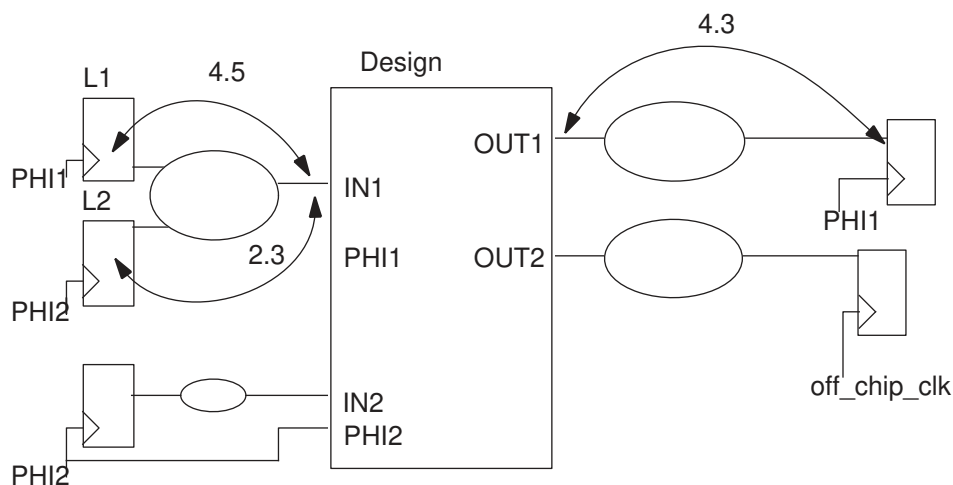 4.3
4.5
Design
L1
OUT1
PHI1
IN1
L2
PHI1
2.3
PHI1
OUT2
PHI2
off_chip_clk
IN2
PHI2
PHI2